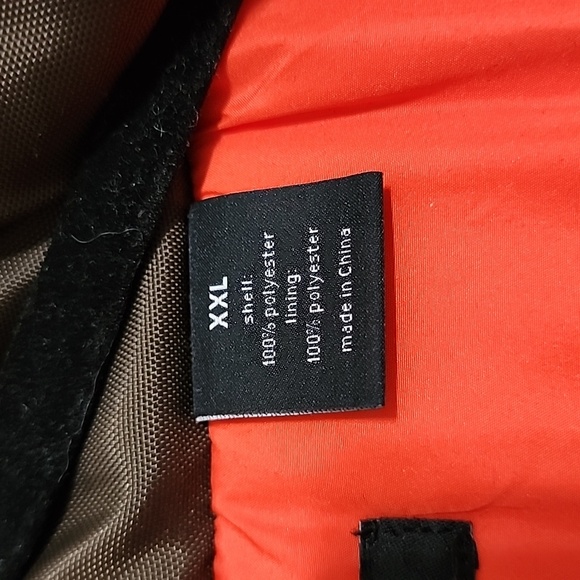 XXL
shell:
100% polyester
lining:
100% polyester
made in China